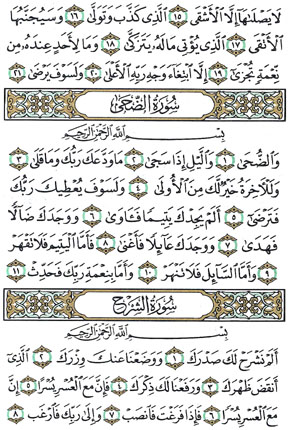 لَا يَصْلَىٰهَآ إِلَّا ٱلْأَشْقَى ١٥ ٱلَّذِى كَذَّبَ وَتَوَلَّىٰ ١٦ وَسَيُجَنَّبُهَا
ٱلْأَتْقَى ١٧ ٱلَّذِى يُؤْتِى مَالَهُۥ يَتَزَكَّىٰ ١٨ وَمَا لِأَحَدٍ عِندَهُۥ مِن
نِّعْمَةٍ تُجْزَىٰٓ ١٩ إِلَّا ٱبْتِغَآءَ وَجْهِ رَبِّهِ ٱلْأَعْلَىٰ ٢٠ وَلَسَوْفَ يَرْضَىٰ ٢١
سُورَةُ الضُّحَىٰ
بِسْمِ ٱللَّهِ ٱلرَّحْمَٰنِ ٱلرَّحِيمِ
وَٱلضُّحَىٰ ١ وَٱلَّيْلِ إِذَا سَجَىٰ ٢ مَا وَدَّعَكَ رَبُّكَ وَمَا قَلَىٰ ٣
وَلَلْأَخِرَةُ خَيْرٌ لَّكَ مِنَ ٱلْأُولَىٰ ٤ وَلَسَوْفَ يُعْطِيكَ رَبُّكَ
فَتَرْضَىٰٓ ٥ أَلَمْ يَجِدْكَ يَتِيمًا فَـَٔاوَىٰ ٦ وَوَجَدَكَ ضَآلًّا
فَهَدَىٰ ٧ وَوَجَدَكَ عَآئِلًا فَأَغْنَىٰ ٨ فَأَمَّا ٱلْيَتِيمَ فَلَا تَقْهَرْ
٩ وَأَمَّا ٱلسَّآئِلَ فَلَا تَنْهَرْ ١٠ وَأَمَّا بِنِعْمَةِ رَبِّكَ فَحَدِّثْ ١١
سُورَةُ الشَّرْحِ
بِسْمِ ٱللَّهِ ٱلرَّحْمَٰنِ ٱلرَّحِيمِ
أَلَمْ نَشْرَحْ لَكَ صَدْرَكَ ١ وَوَضَعْنَا عَنكَ وِزْرَكَ ٢ ٱلَّذِىٓ
أَنقَضَ ظَهْرَكَ ٣ وَرَفَعْنَا لَكَ ذِكْرَكَ ٤ فَإِنَّ مَعَ ٱلْعُسْرِ يُسْرًا ٥ إِنَّ
مَعَ ٱلْعُسْرِ يُسْرًا ٦ فَإِذَا فَرَغْتَ فَٱنصَبْ ٧ وَإِلَىٰ رَبِّكَ فَٱرْغَب ٨